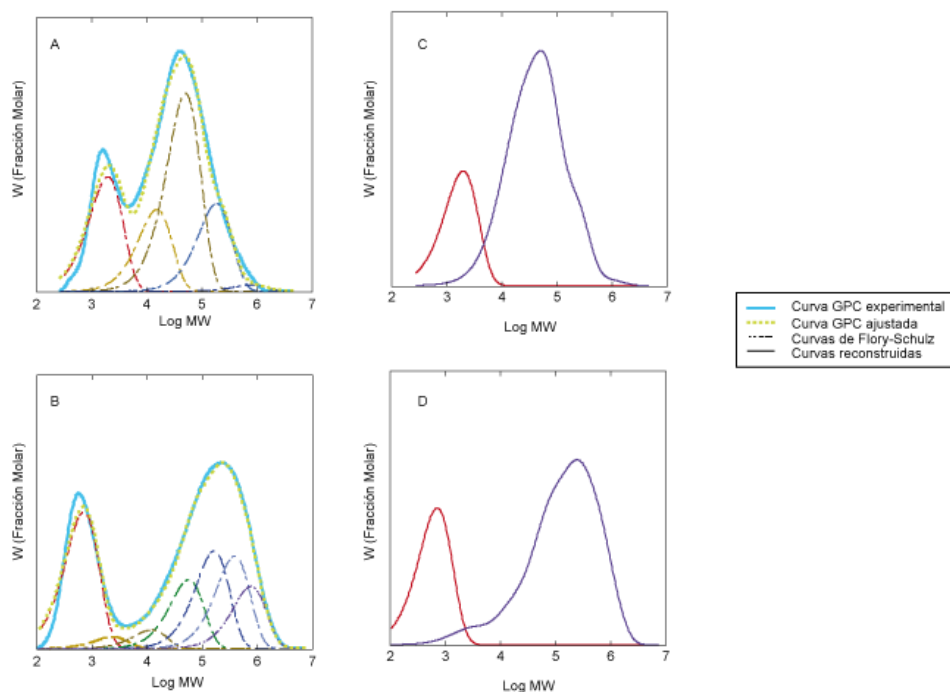 A
W (Fracción Molar)
2 3 4 5 6 7
Log MW
C
W (Fracción Molar)
2 3 4 5 6 7
Log MW
Curva GPC experimental
Curva GPC ajustada
Curvas de Flory-Schulz
Curvas reconstruidas
B
W (Fracción Molar)
2 3 4 5 6 7
Log MW
D
W (Fracción Molar)
2 3 4 5 6 7
Log MW